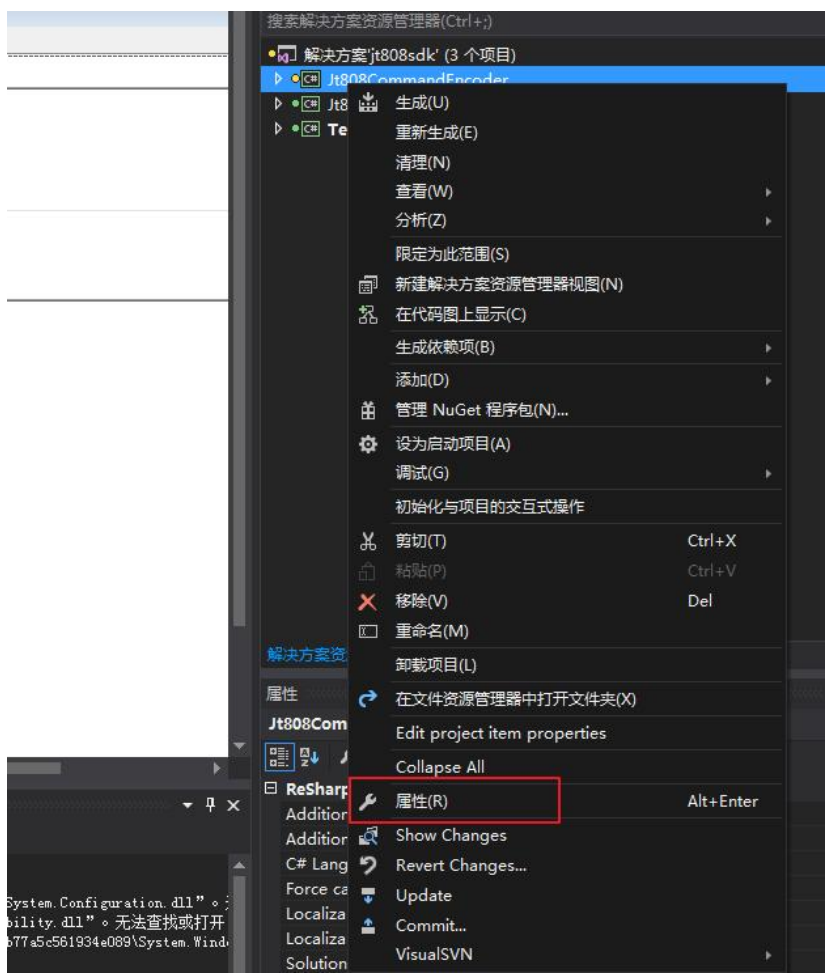 搜索解决方案资源管理器(Ctrl+;)
解决方案'jt808sdk' (3 个项目)
Jt808CommandEncoder
Jt8
Te
生成(U)
重新生成(E)
清理(N)
查看(W)
分析(Z)
限定为此范围(S)
新建解决方案资源管理器视图(N)
在代码图上显示(C)
生成依赖项(B)
添加(D)
管理 NuGet 程序包(N)...
设为启动项目(A)
调试(G)
初始化与项目的交互式操作
剪切(T) Ctrl+X
粘贴(P) Ctrl+V
移除(V) Del
重命名(M)
解决方案资
卸载项目(L)
属性
在文件资源管理器中打开文件夹(X)
Jt808Com
Edit project item properties
Collapse All
ReSharp
属性(R) Alt+Enter
Addition
Addition
Show Changes
C# Lang
Revert Changes...
Force ca
Update
System.Configuration.dll”。
Localiza
bility.dll”。无法查找或打开
Commit...
Localiza
b77a5c561934e089\System.Wind
VisualSVN
Solution